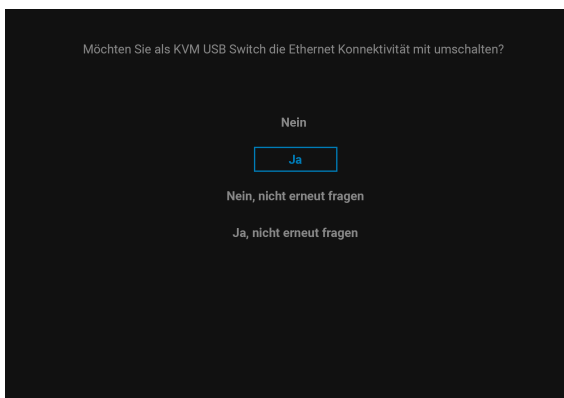 Möchten Sie als KVM USB Switch die Ethernet Konnektivität mit umschalten?
Nein
Ja
Nein, nicht erneut fragen
Ja, nicht erneut fragen